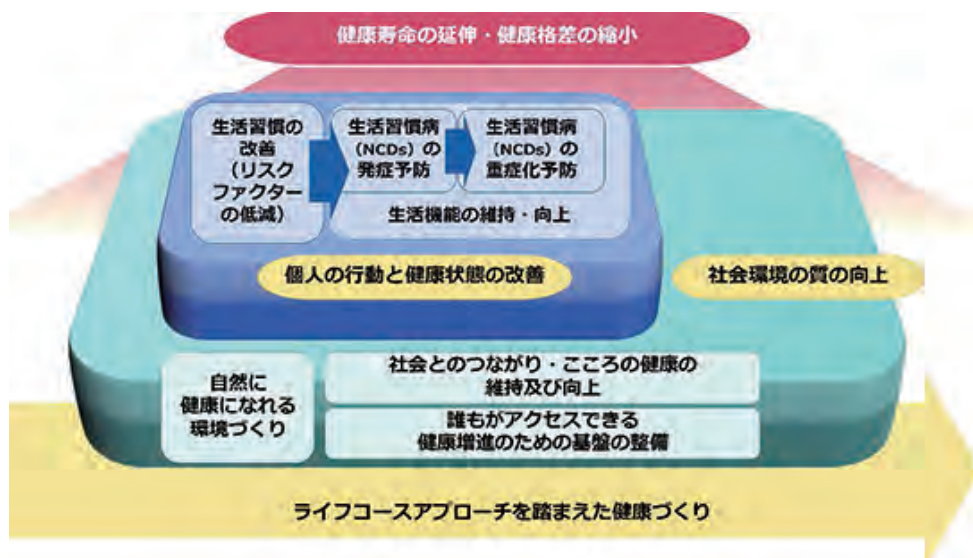 健康寿命の延伸・健康格差の縮小
生活習慣の
改善
（リスク
ファクター
の低減）
生活習慣病
（NCDs）の
発症予防
生活習慣病
（NCDs）の
重症化予防
生活機能の維持・向上
個人の行動と健康状態の改善
社会環境の質の向上
自然に
健康になれる
環境づくり
社会とのつながり・こころの健康の
維持及び向上
誰もがアクセスできる
健康増進のための基盤の整備
ライフコースアプローチを踏まえた健康づくり